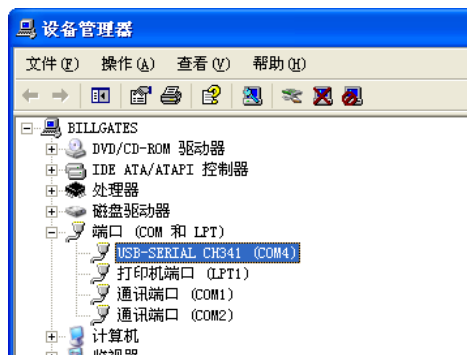 设备管理器
文件(F) 操作(A) 查看(V) 帮助(H)
BILLGATES
DVD/CD-ROM 驱动器
IDE ATA/ATAPI 控制器
处理器
磁盘驱动器
端口 (COM 和 LPT)
USB-SERIAL CH341 (COM4)
打印机端口 (LPT1)
通讯端口 (COM1)
通讯端口 (COM2)
计算机
监视器